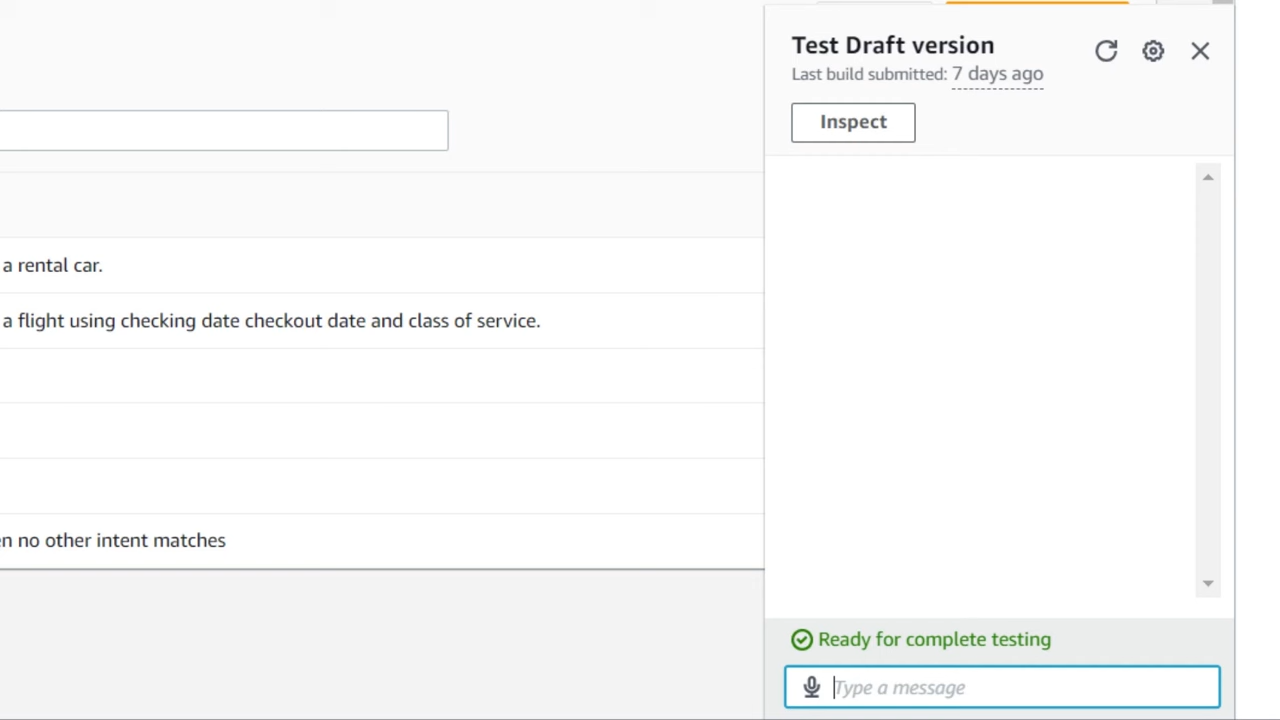 Test Draft version
Last build submitted: 7 days ago
Inspect
a rental car.
a flight using checking date checkout date and class of service.
no other intent matches
Ready for complete testing
Type a message